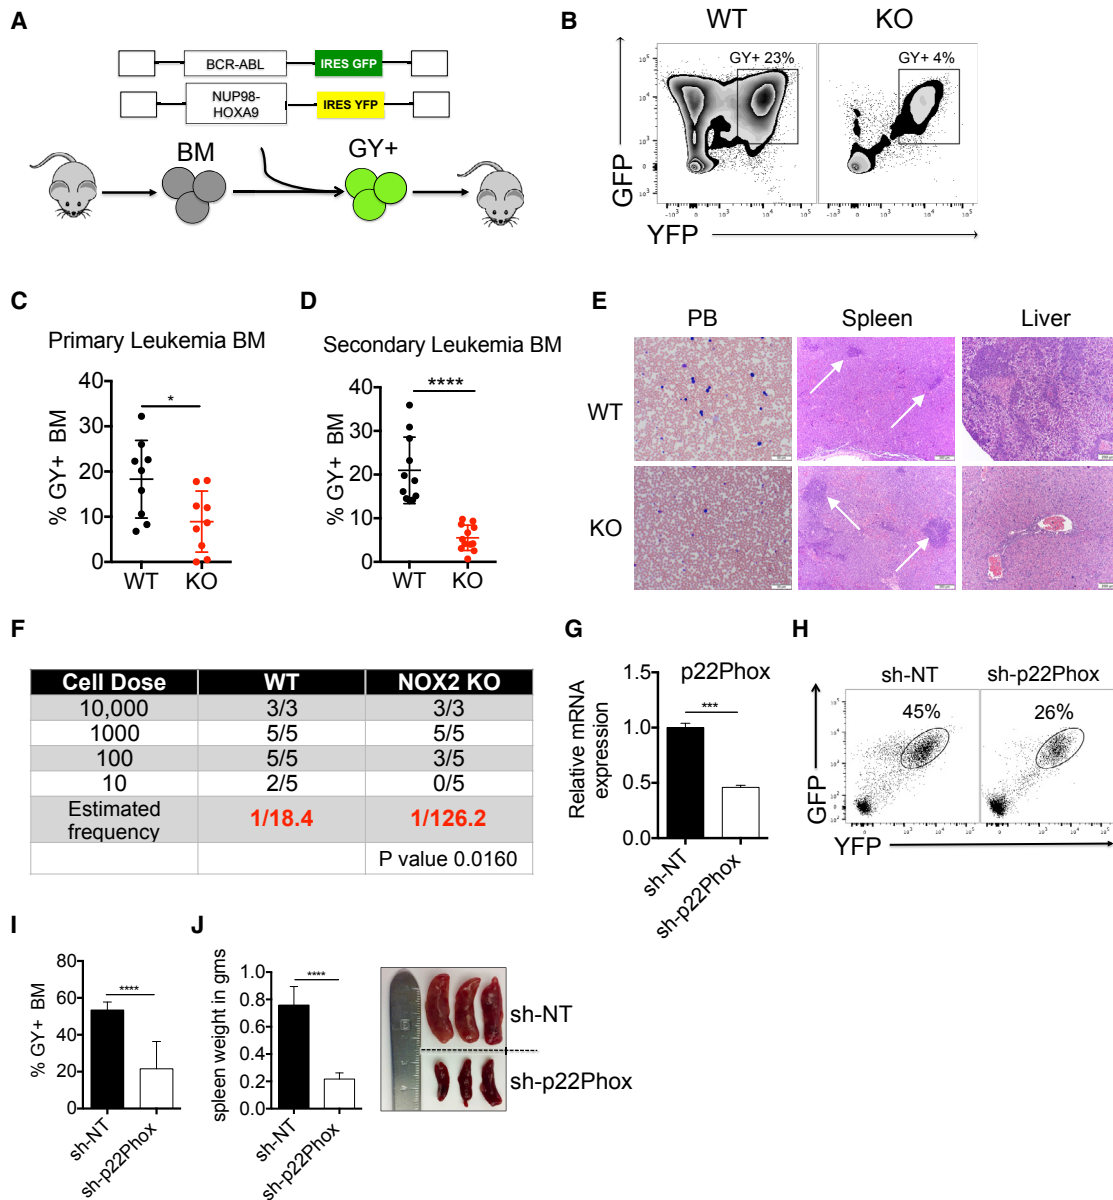 A
BCR-ABL
IRES GFP
NUP98-
HOXA9
IRES YFP
BM
GY+
B
WT
KO
GY+ 23%
GY+ 4%
GFP
YFP
C
Primary Leukemia BM
% GY+ BM
40
30
20
10
0
*
WT
KO
D
Secondary Leukemia BM
% GY+ BM
40
30
20
10
0
****
WT
KO
E
PB
Spleen
Liver
WT
KO
F
Cell Dose WT NOX2 KO
10,000 3/3 3/3
1000 5/5 5/5
100 5/5 3/5
10 2/5 0/5
Estimated
frequency
1/18.4 1/126.2
P value 0.0160
G
p22Phox
Relative mRNA
expression
1.5
1.0
0.5
0.0
***
sh-NT
sh-p22Phox
H
sh-NT
sh-p22Phox
45%
26%
GFP
YFP
I
% GY+ BM
80
60
40
20
0
****
sh-NT
sh-p22Phox
J
spleen weight in gms
1.0
0.8
0.6
0.4
0.2
0.0
****
sh-NT
sh-p22Phox
sh-NT
sh-p22Phox